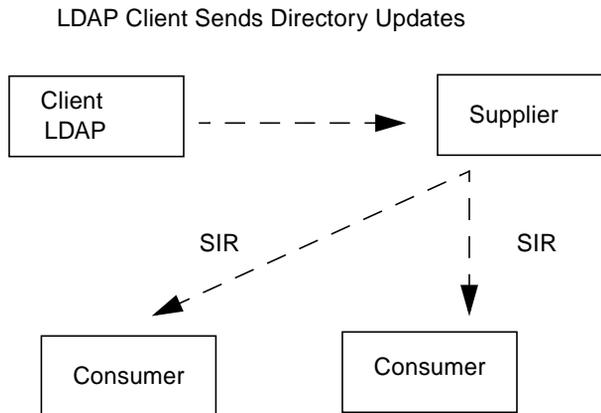 LDAP Client Sends Directory Updates
Client
LDAP
Supplier
SIR
SIR
Consumer
Consumer